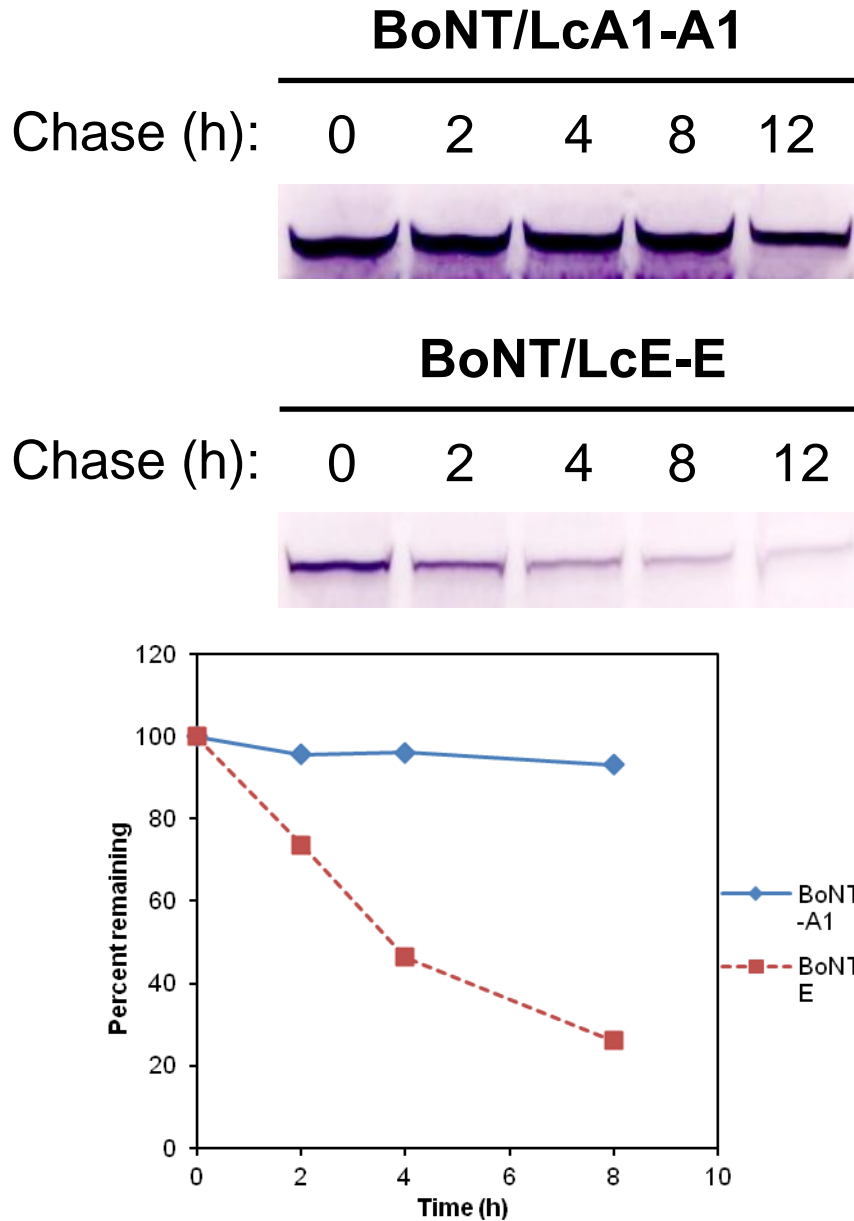 BoNT/LcA1-A1
Chase (h): 0 2 4 8 12
BoNT/LcE-E
Chase (h): 0 2 4 8 12
120
100
80
60
40
20
0
Percent remaining
0 2 4 6 8 10
Time (h)
BoNT
-A1
BoNT
E